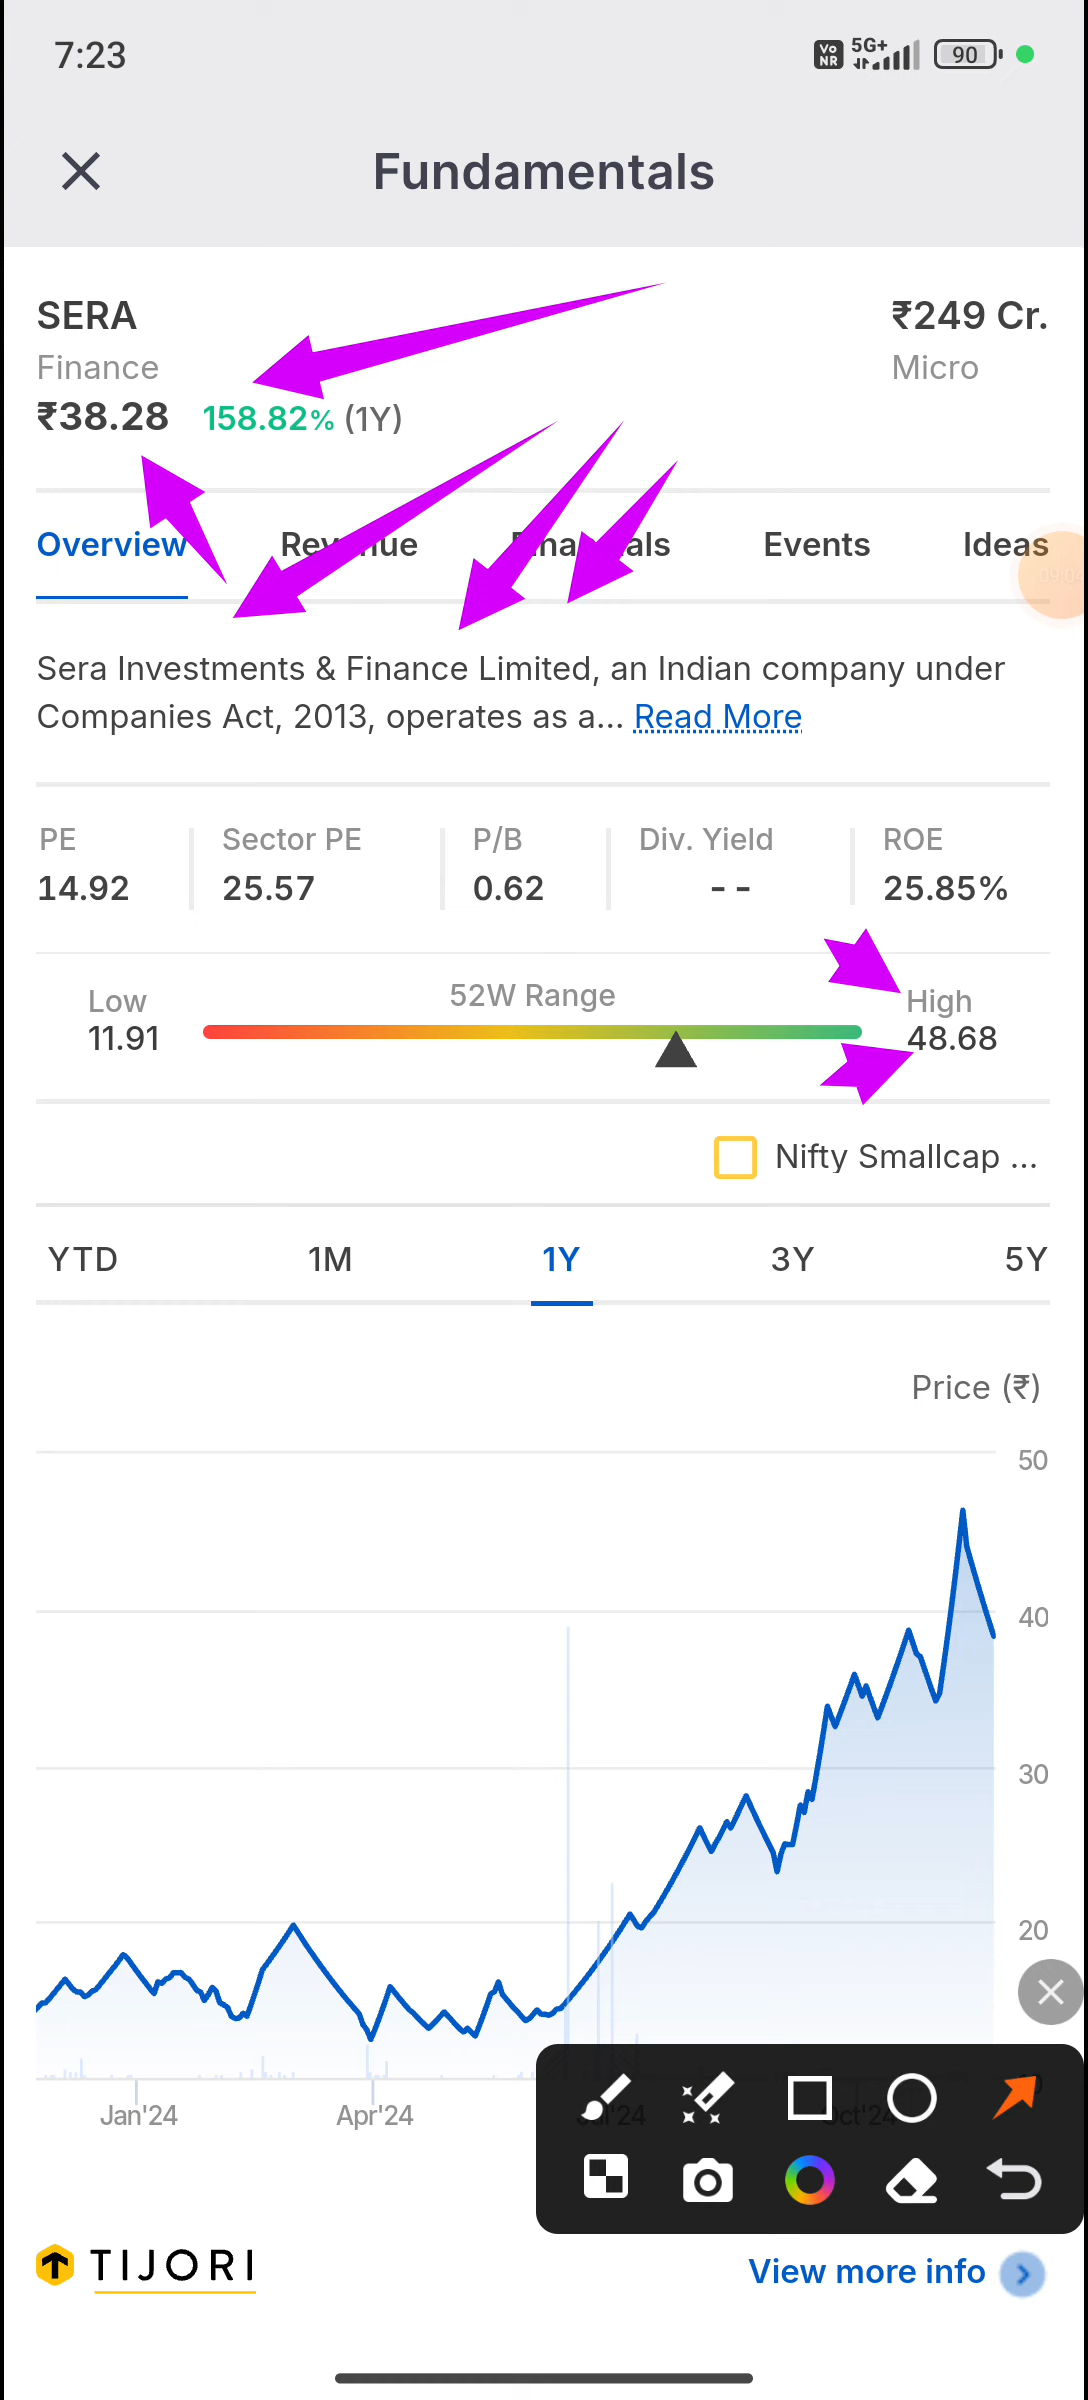 7:23
Vo NR 5G+ 90
Fundamentals
SERA ₹249 Cr.
Finance Micro
₹38.28 158.82% (1Y)
Overview Events Ideas
Sera Investments & Finance Limited, an Indian company under
Companies Act, 2013, operates as a... Read More
PE Sector PE P/B Div. Yield ROE
14.92 25.57 0.62 -- 25.85%
Low 52W Range High
11.91 48.68
Nifty Smallcap ...
YTD 1M 1Y 3Y 5Y
Price (₹)
50
40
30
20
Jan'24 Apr'24
TIJORI View more info